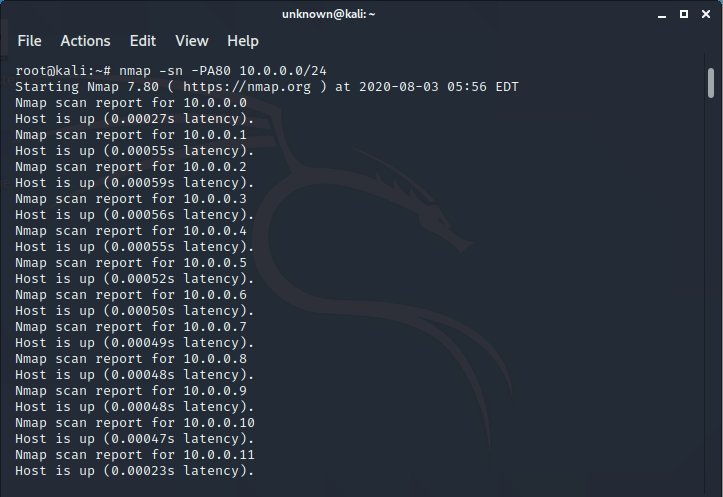 unknown@kali: ~
File Actions Edit View Help
root@kali:~# nmap -sn -PA80 10.0.0.0/24
Starting Nmap 7.80 ( https://nmap.org ) at 2020-08-03 05:56 EDT
Nmap scan report for 10.0.0.0
Host is up (0.00027s latency).
Nmap scan report for 10.0.0.1
Host is up (0.00055s latency).
Nmap scan report for 10.0.0.2
Host is up (0.00059s latency).
Nmap scan report for 10.0.0.3
Host is up (0.00056s latency).
Nmap scan report for 10.0.0.4
Host is up (0.00055s latency).
Nmap scan report for 10.0.0.5
Host is up (0.00052s latency).
Nmap scan report for 10.0.0.6
Host is up (0.00050s latency).
Nmap scan report for 10.0.0.7
Host is up (0.00049s latency).
Nmap scan report for 10.0.0.8
Host is up (0.00048s latency).
Nmap scan report for 10.0.0.9
Host is up (0.00048s latency).
Nmap scan report for 10.0.0.10
Host is up (0.00047s latency).
Nmap scan report for 10.0.0.11
Host is up (0.00023s latency).